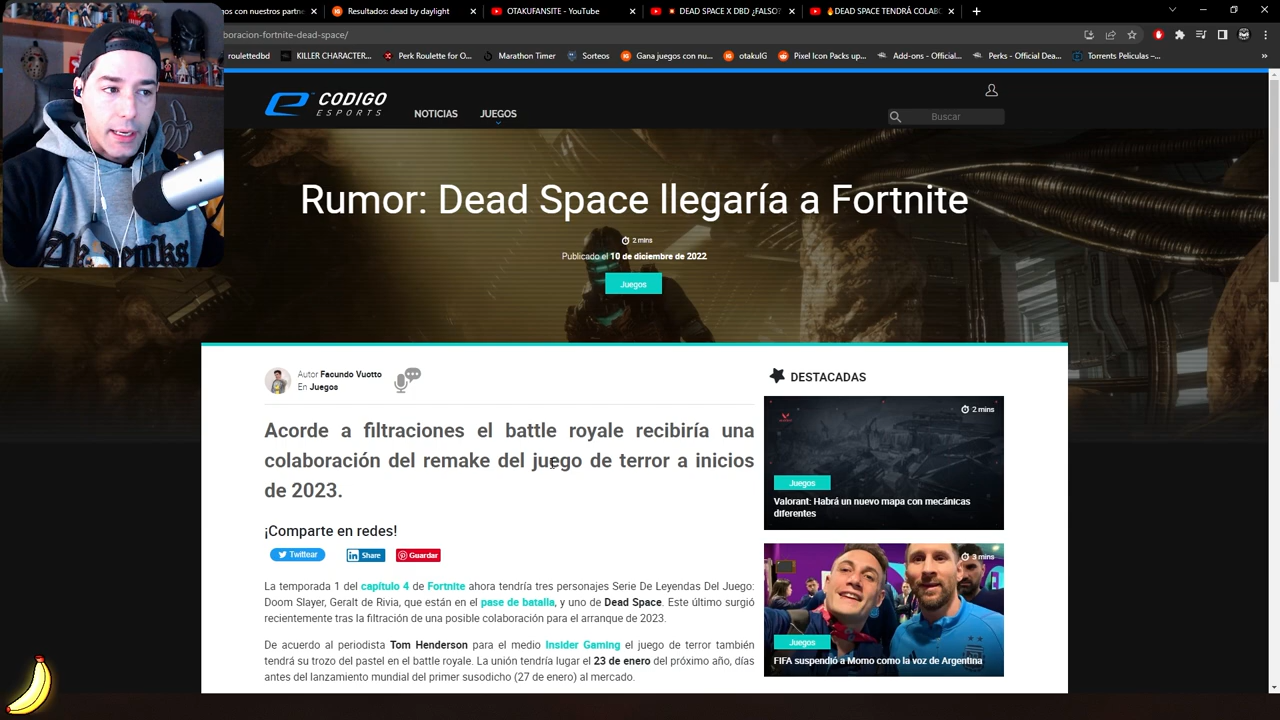 gos con nuestros partne
Resultados: dead by daylight
OTAKUFANSITE - YouTube
DEAD SPACE X DBD ¿FALSO?
DEAD SPACE TENDRÁ COLAB
boracion-fortnite-dead-space/
roulettedbd
KILLER CHARACTER...
Perk Roulette for O...
Marathon Timer
Sorteos
Gana juegos con nu...
otakuIG
Pixel Icon Packs up...
Add-ons - Official...
Perks - Official Dea...
Torrents Peliculas –...
CODIGO
ESPORTS
NOTICIAS
JUEGOS
Buscar
Rumor: Dead Space llegaría a Fortnite
2 mins
Publicado el 10 de diciembre de 2022
Juegos
Autor Facundo Vuotto
En Juegos
Acorde a filtraciones el battle royale recibiría una
colaboración del remake del juego de terror a inicios
de 2023.
¡Comparte en redes!
Twittear
Share
Guardar
La temporada 1 del capítulo 4 de Fortnite ahora tendría tres personajes Serie De Leyendas Del Juego:
Doom Slayer, Geralt de Rivia, que están en el pase de batalla, y uno de Dead Space. Este último surgió
recientemente tras la filtración de una posible colaboración para el arranque de 2023.
De acuerdo al periodista Tom Henderson para el medio Insider Gaming el juego de terror también
tendrá su trozo del pastel en el battle royale. La unión tendría lugar el 23 de enero del próximo año, días
antes del lanzamiento mundial del primer susodicho (27 de enero) al mercado.
DESTACADAS
2 mins
Juegos
Valorant: Habrá un nuevo mapa con mecánicas
diferentes
3 mins
Juegos
FIFA suspendió a Momo como la voz de Argentina